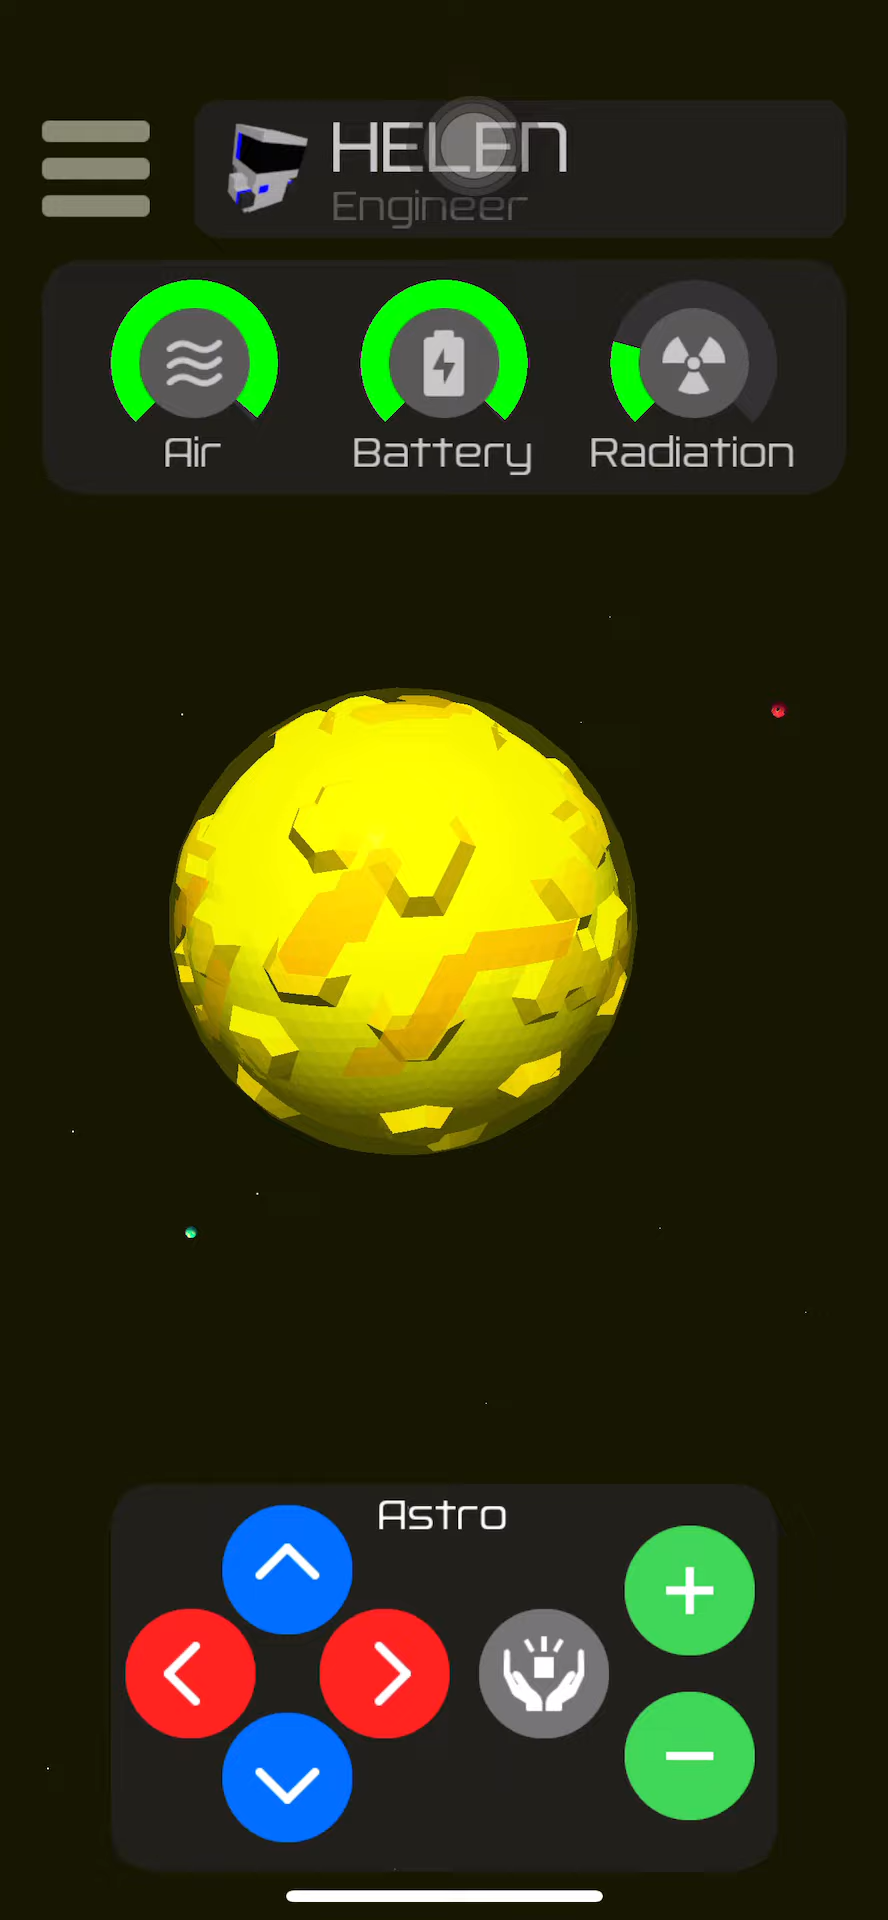 HELEN
Engineer
Air
Battery
Radiation
Astro